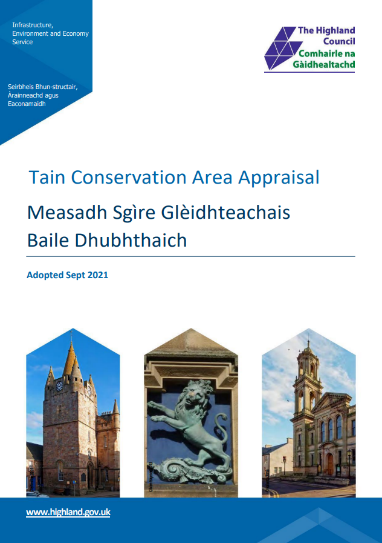 Infrastructure,
Environment and Economy
Service
Seirbheis Bhun-structair,
Àrainneachd agus
Eaconamaidh
The Highland
Council
Comhairle na
Gàidhealtachd
Tain Conservation Area Appraisal
Measadh Sgìre Glèidhteachais
Baile Dhubhthaich
Adopted Sept 2021
www.highland.gov.uk